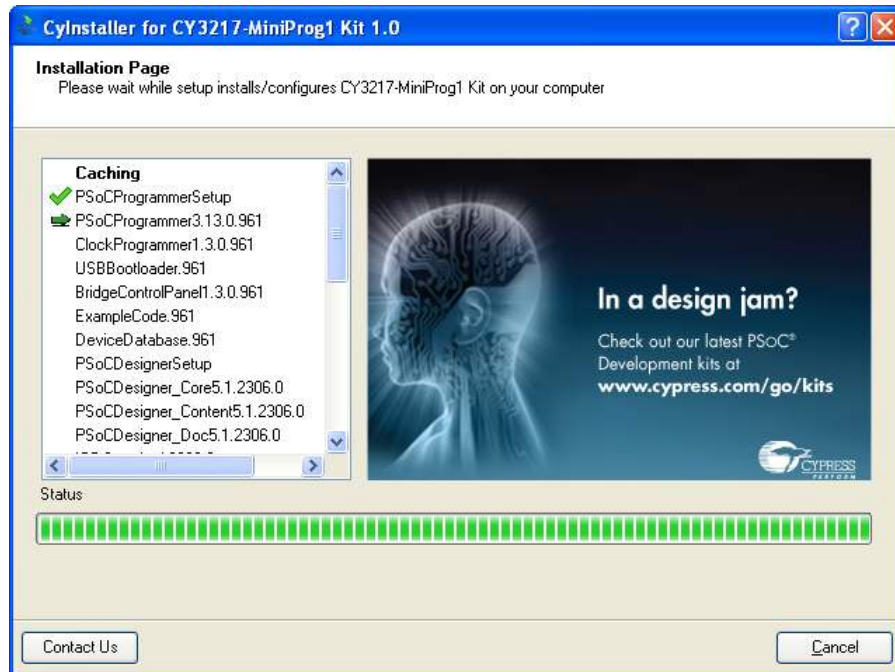 CyInstaller for CY3217-MiniProg1 Kit 1.0
Installation Page
Please wait while setup installs/configures CY3217-MiniProg1 Kit on your computer
Caching
PSoCProgrammerSetup
PSoCProgrammer3.13.0.961
ClockProgrammer1.3.0.961
USBBootloader.961
BridgeControlPanel1.3.0.961
ExampleCode.961
DeviceDatabase.961
PSoCDesignerSetup
PSoCDesigner_Core5.1.2306.0
PSoCDesigner_Content5.1.2306.0
PSoCDesigner_Doc5.1.2306.0
In a design jam?
Check out our latest PSOC®
Development kits at
www.cypress.com/go/kits
CYPRESS
PERFORM
Status
Contact Us
Cancel